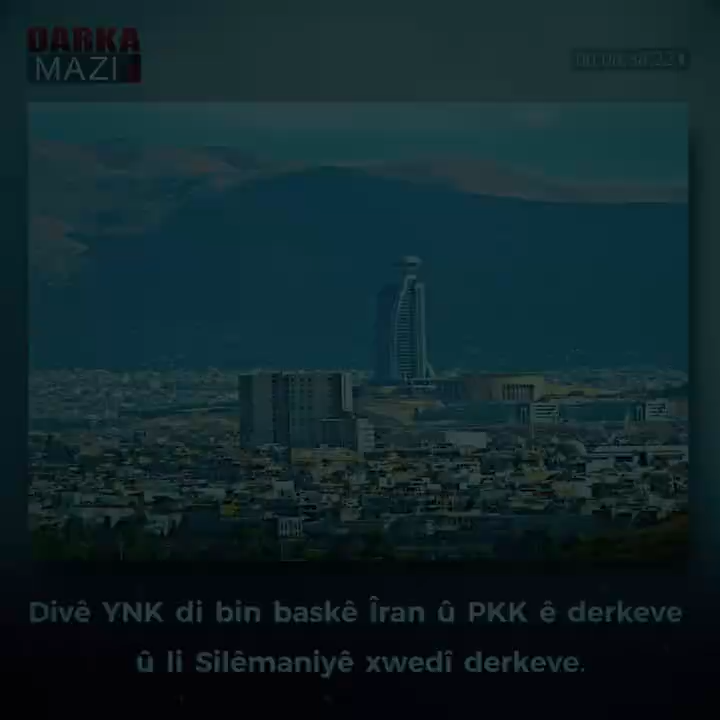 DARKA
MAZI
Divê YNK di bin baskê Îran û PKK ê derkeve
û li Silêmaniyê xwedî derkeve.